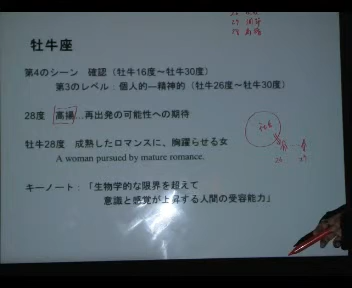 牡牛座
第4のシーン 確認（牡牛16度～牡牛30度）
第3のレベル：個人的―精神的（牡牛26度～牡牛30度）
28度 高揚…再出発の可能性への期待
牡牛28度 成熟したロマンスに、胸躍らせる女
A woman pursued by mature romance.
キーノート：「生物学的な限界を超えて
意識と感覚が上昇する人間の受容能力」